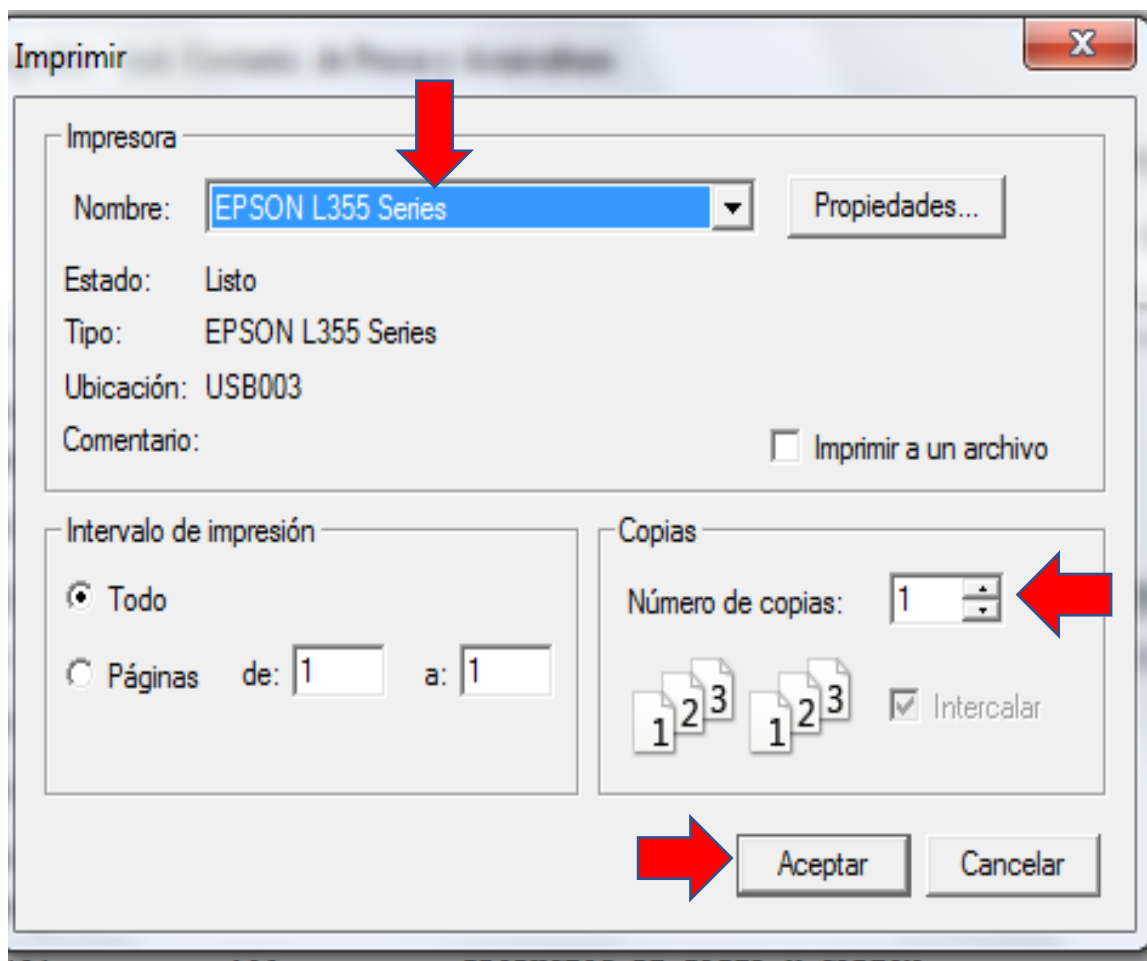 Imprimir
Impresora
Nombre: EPSON L355 Series Propiedades...
Estado: Listo
Tipo: EPSON L355 Series
Ubicación: USB003
Comentario: Imprimir a un archivo
Intervalo de impresión
Todo
Páginas de: 1 a: 1
Copias
Número de copias: 1
1 2 3 1 2 3 Intercalar
Aceptar Cancelar